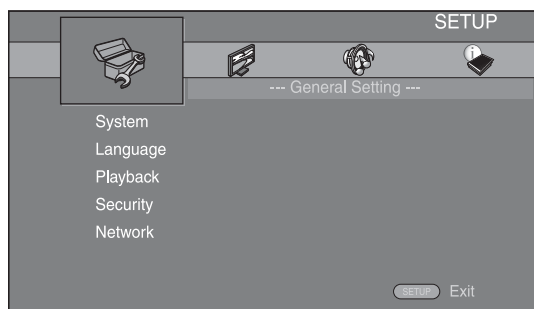 SETUP
--- General Setting ---
System
Language
Playback
Security
Network
SETUP Exit